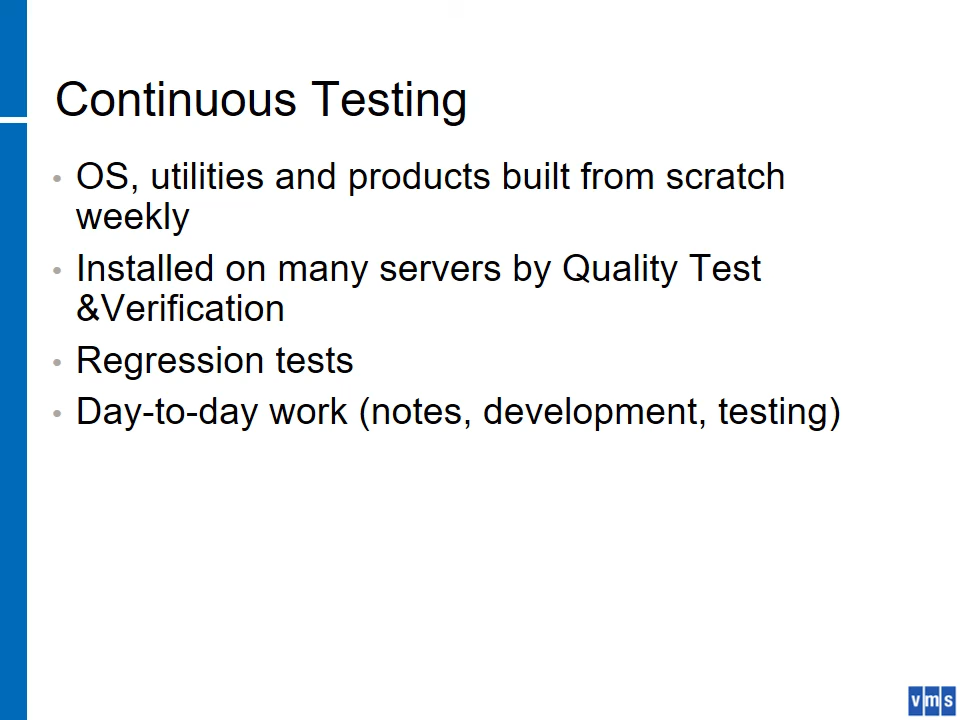 Continuous Testing
• OS, utilities and products built from scratch
weekly
• Installed on many servers by Quality Test
&Verification
• Regression tests
• Day-to-day work (notes, development, testing)
vms